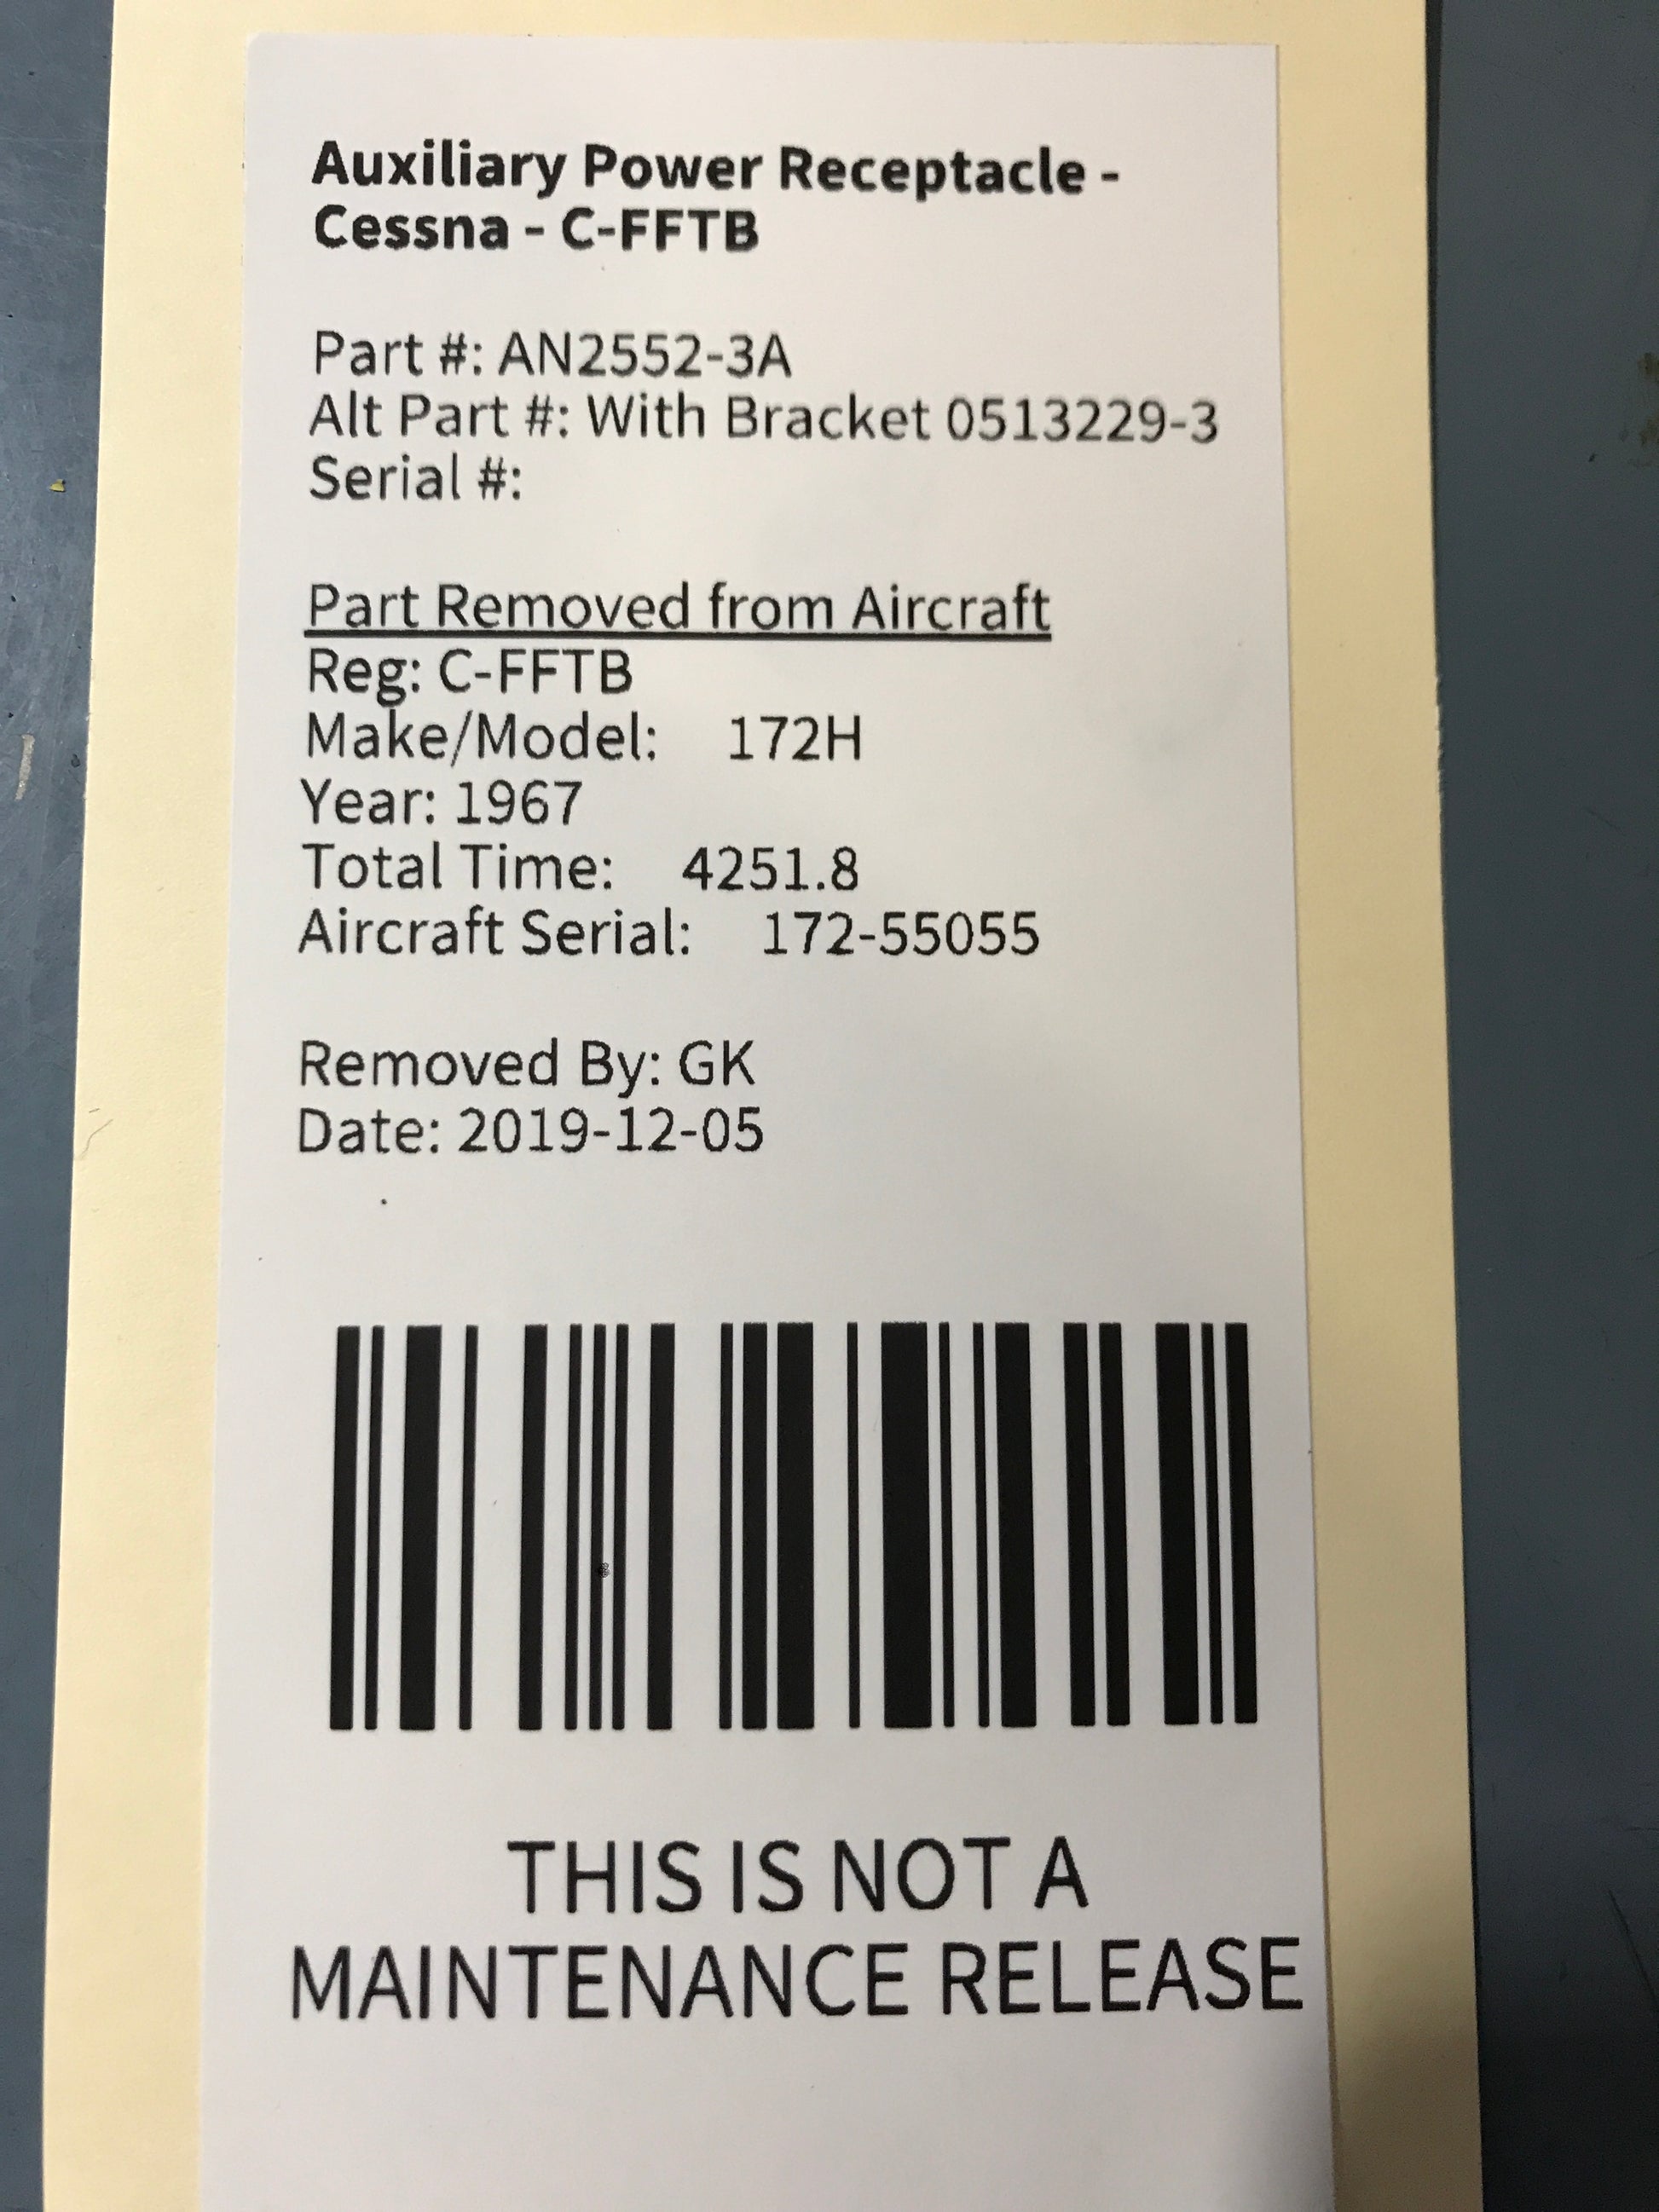 Auxiliary Power Receptacle -
Cessna - C-FFTB
Part #: AN2552-3A
Alt Part #: With Bracket 0513229-3
Serial #:
Part Removed from Aircraft
Reg: C-FFTB
Make/Model: 172H
Year: 1967
Total Time: 4251.8
Aircraft Serial: 172-55055
Removed By: GK
Date: 2019-12-05
THIS IS NOT A
MAINTENANCE RELEASE